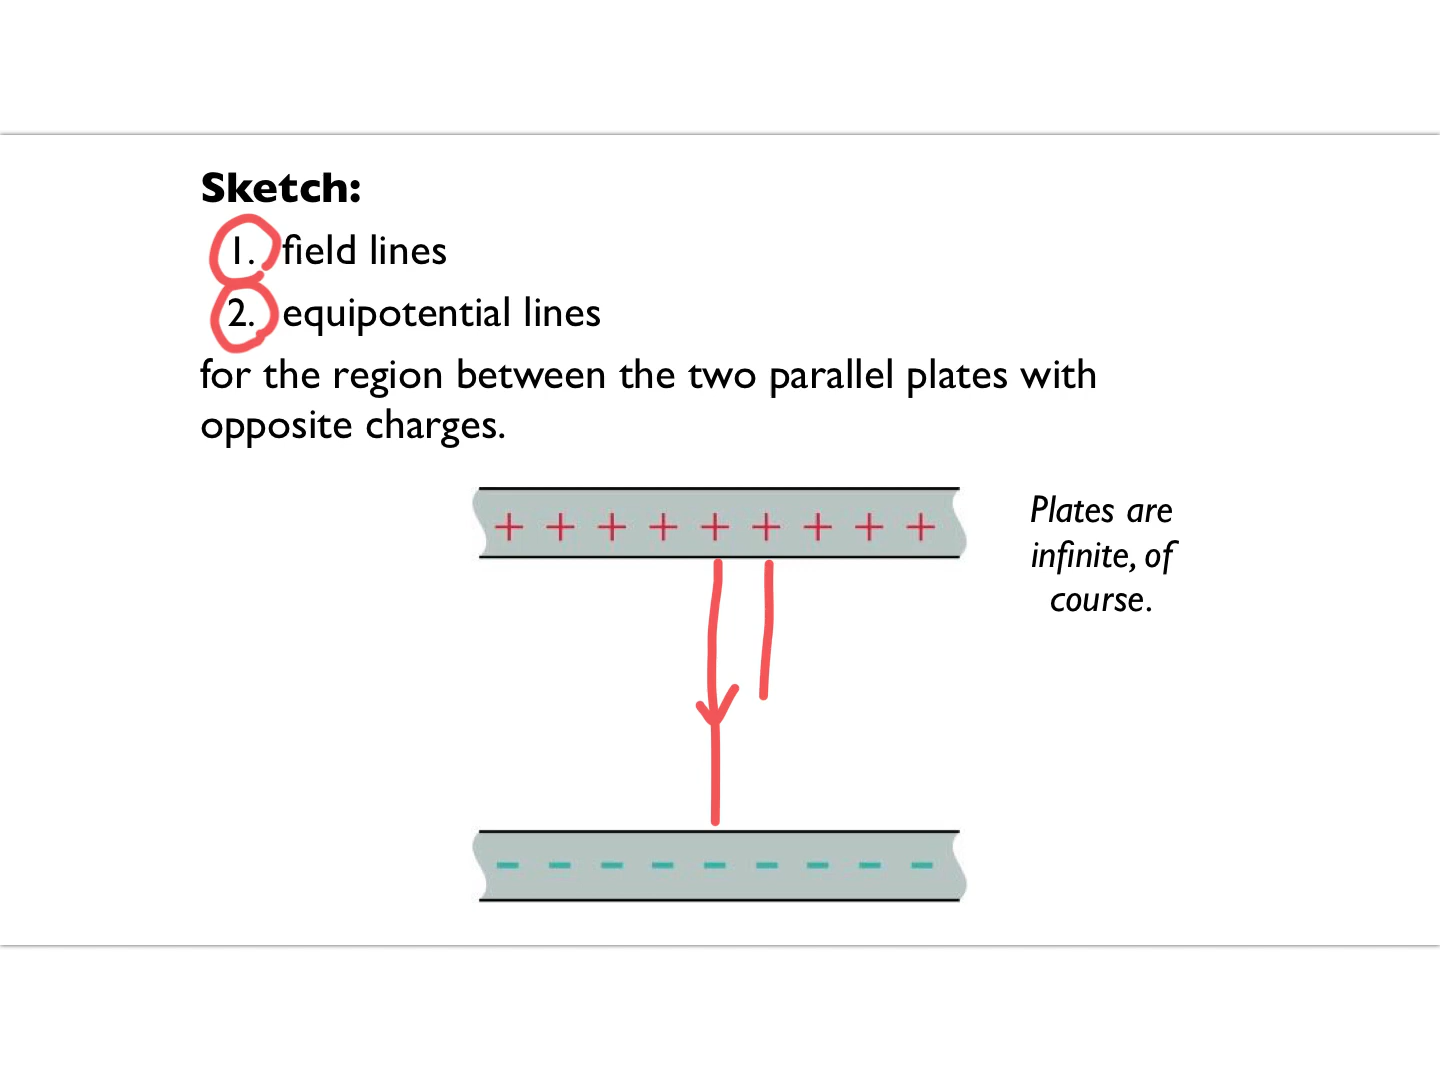 Sketch:
1. field lines
2. equipotential lines
for the region between the two parallel plates with
opposite charges.
Plates are
infinite, of
course.
+ + + + + + + + +
- - - - - - - - -